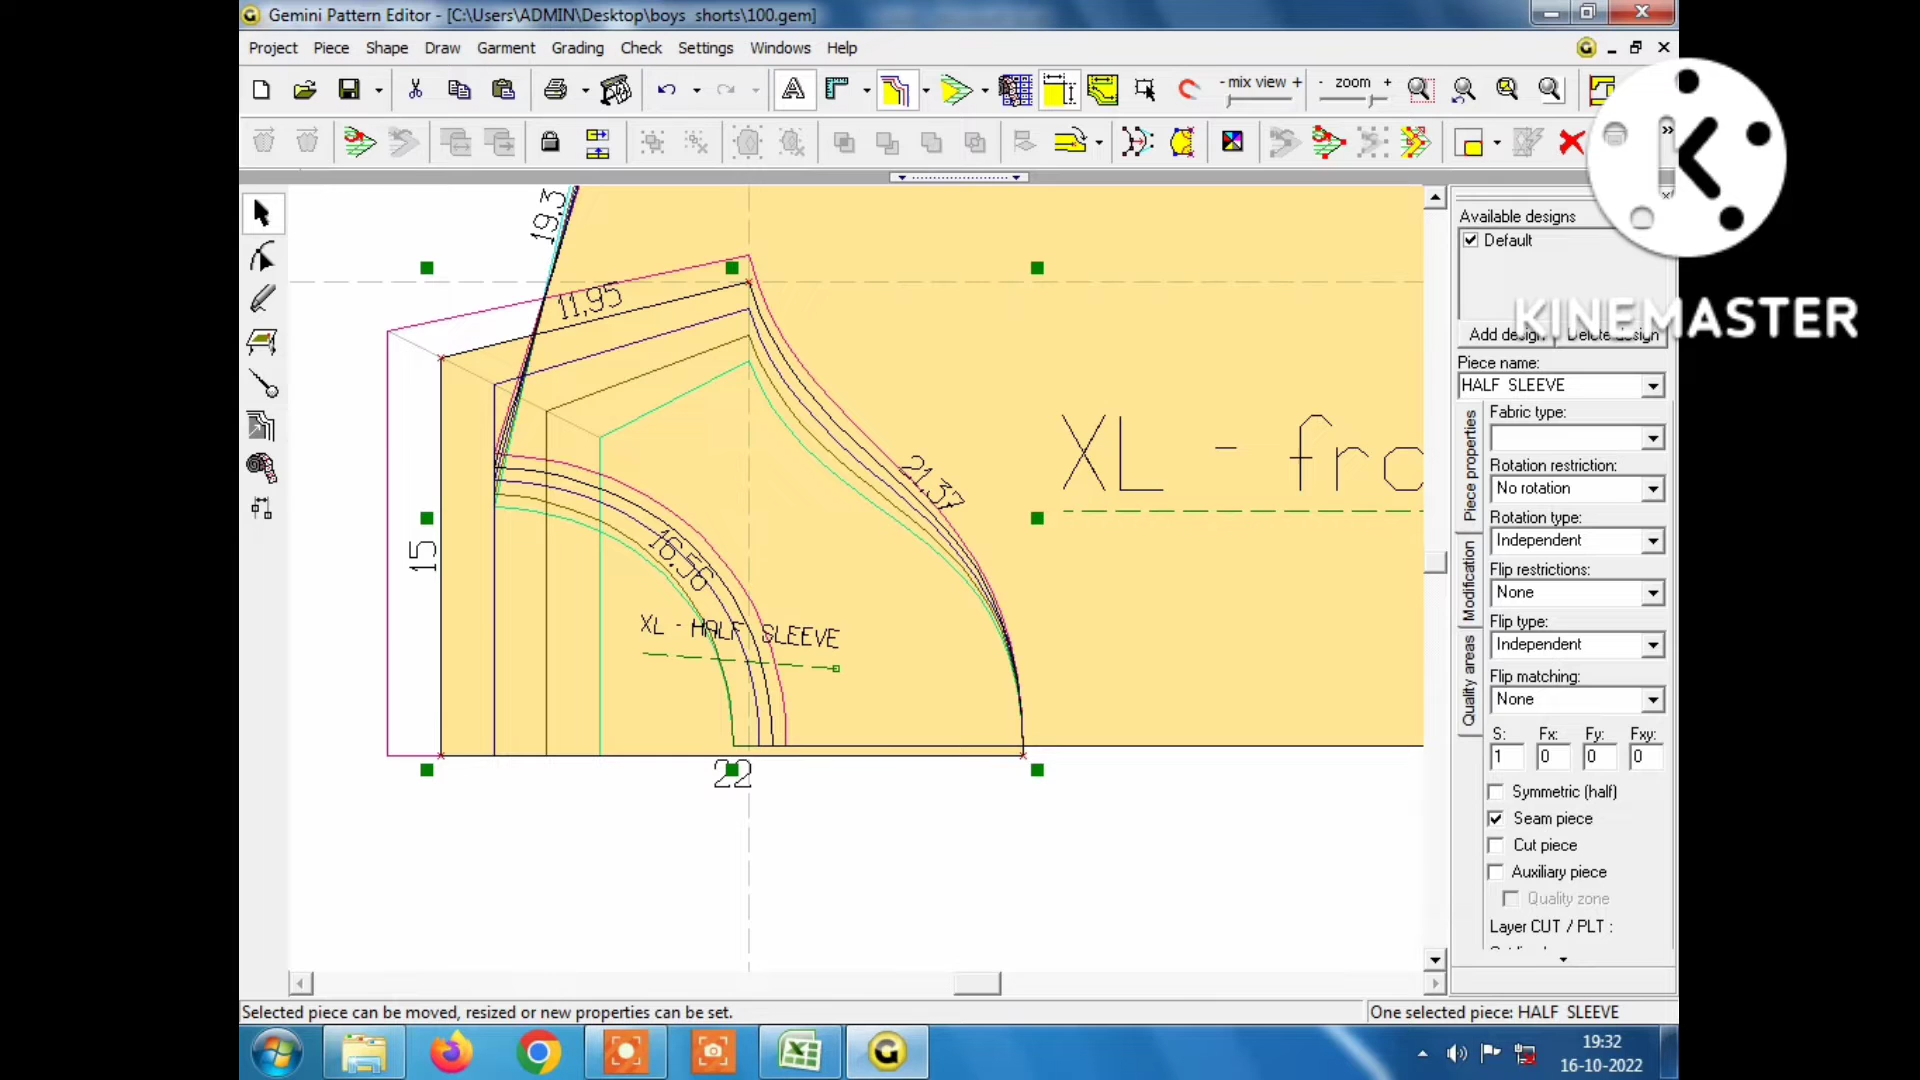 Gemini Pattern Editor - [C:\Users\ADMIN\Desktop\boys  shorts\100.gem]
Project Piece Shape Draw Garment Grading Check Settings Windows Help
- mix view + - zoom +
KINEMASTER
19,3
11,95
15
16,56
21,37
22
XL - HALF SLEEVE
XL - fro
Available designs
Default
Add design Delete design
Piece name:
HALF SLEEVE
Piece properties
Modification
Quality areas
Fabric type:
Rotation restriction:
No rotation
Rotation type:
Independent
Flip restrictions:
None
Flip type:
Independent
Flip matching:
None
S: Fx: Fy: Fxy:
1 0 0 0
Symmetric (half)
Seam piece
Cut piece
Auxiliary piece
Quality zone
Layer CUT / PLT :
Selected piece can be moved, resized or new properties can be set.
One selected piece: HALF SLEEVE
19:32
16-10-2022